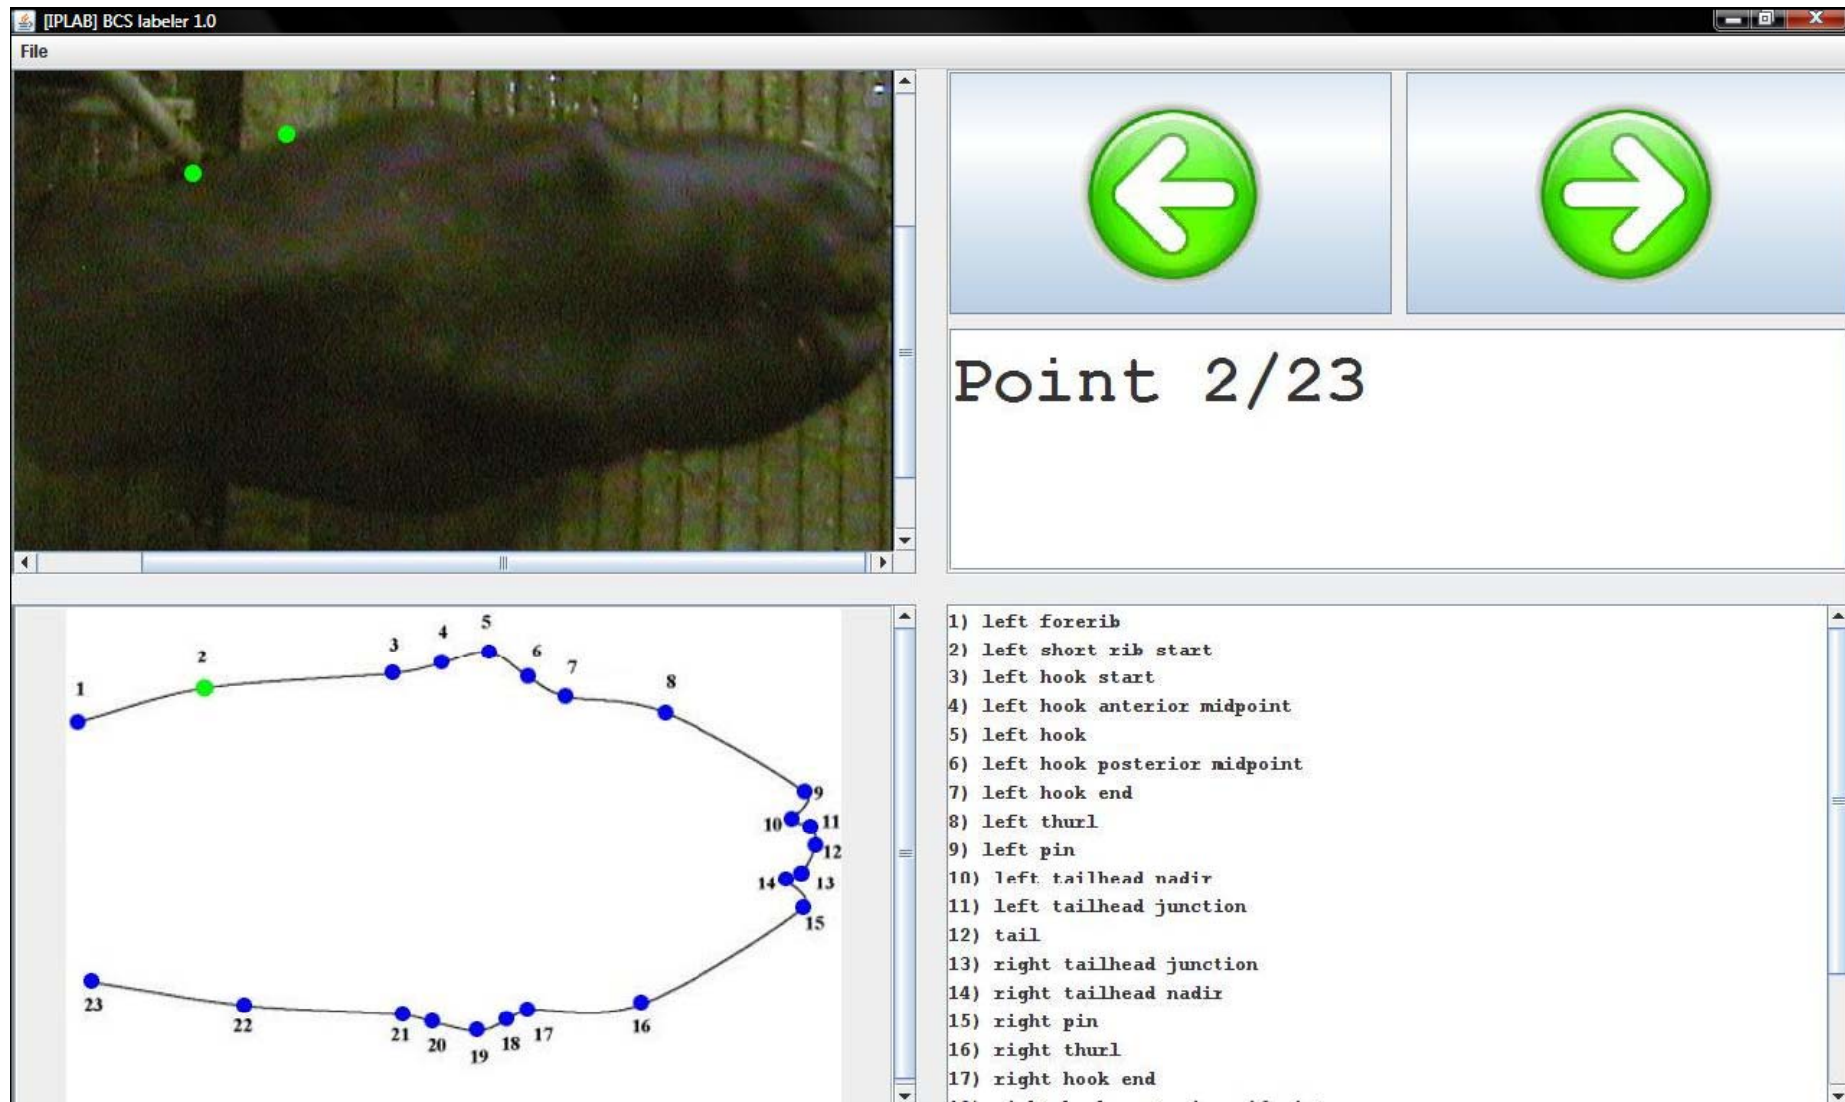 [IPLAB] BCS labeler 1.0
File
Point 2/23
1
2
3
4
5
6
7
8
9
10
11
12
13
14
15
16
17
18
19
20
21
22
23
1) left forerib
2) left short rib start
3) left hook start
4) left hook anterior midpoint
5) left hook
6) left hook posterior midpoint
7) left hook end
8) left thurl
9) left pin
10) left tailhead nadir
11) left tailhead junction
12) tail
13) right tailhead junction
14) right tailhead nadir
15) right pin
16) right thurl
17) right hook end